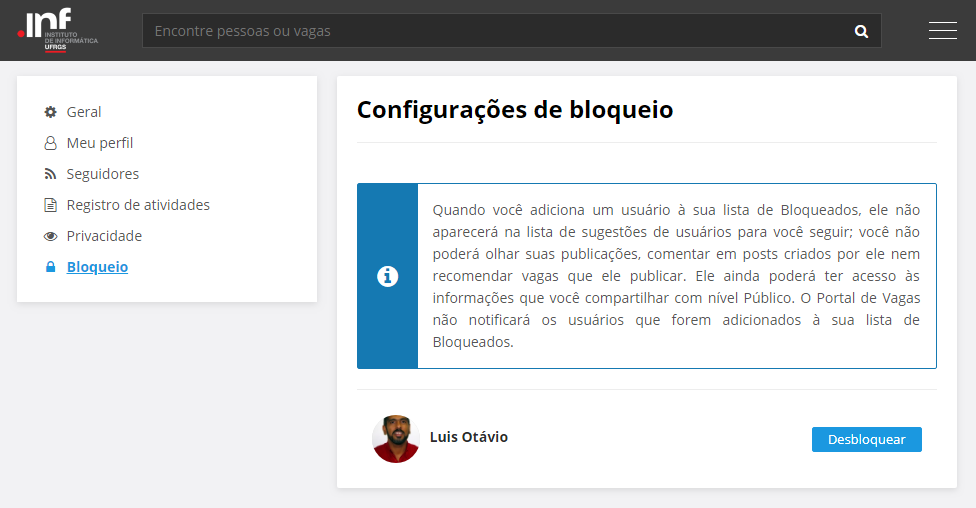 .inf
INSTITUTO
DE INFORMÁTICA
UFRGS
Encontre pessoas ou vagas
Geral
Meu perfil
Seguidores
Registro de atividades
Privacidade
Bloqueio
Configurações de bloqueio
Quando você adiciona um usuário à sua lista de Bloqueados, ele não
aparecerá na lista de sugestões de usuários para você seguir; você não
poderá olhar suas publicações, comentar em posts criados por ele nem
recomendar vagas que ele publicar. Ele ainda poderá ter acesso às
informações que você compartilhar com nível Público. O Portal de Vagas
não notificará os usuários que forem adicionados à sua lista de
Bloqueados.
Luis Otávio
Desbloquear